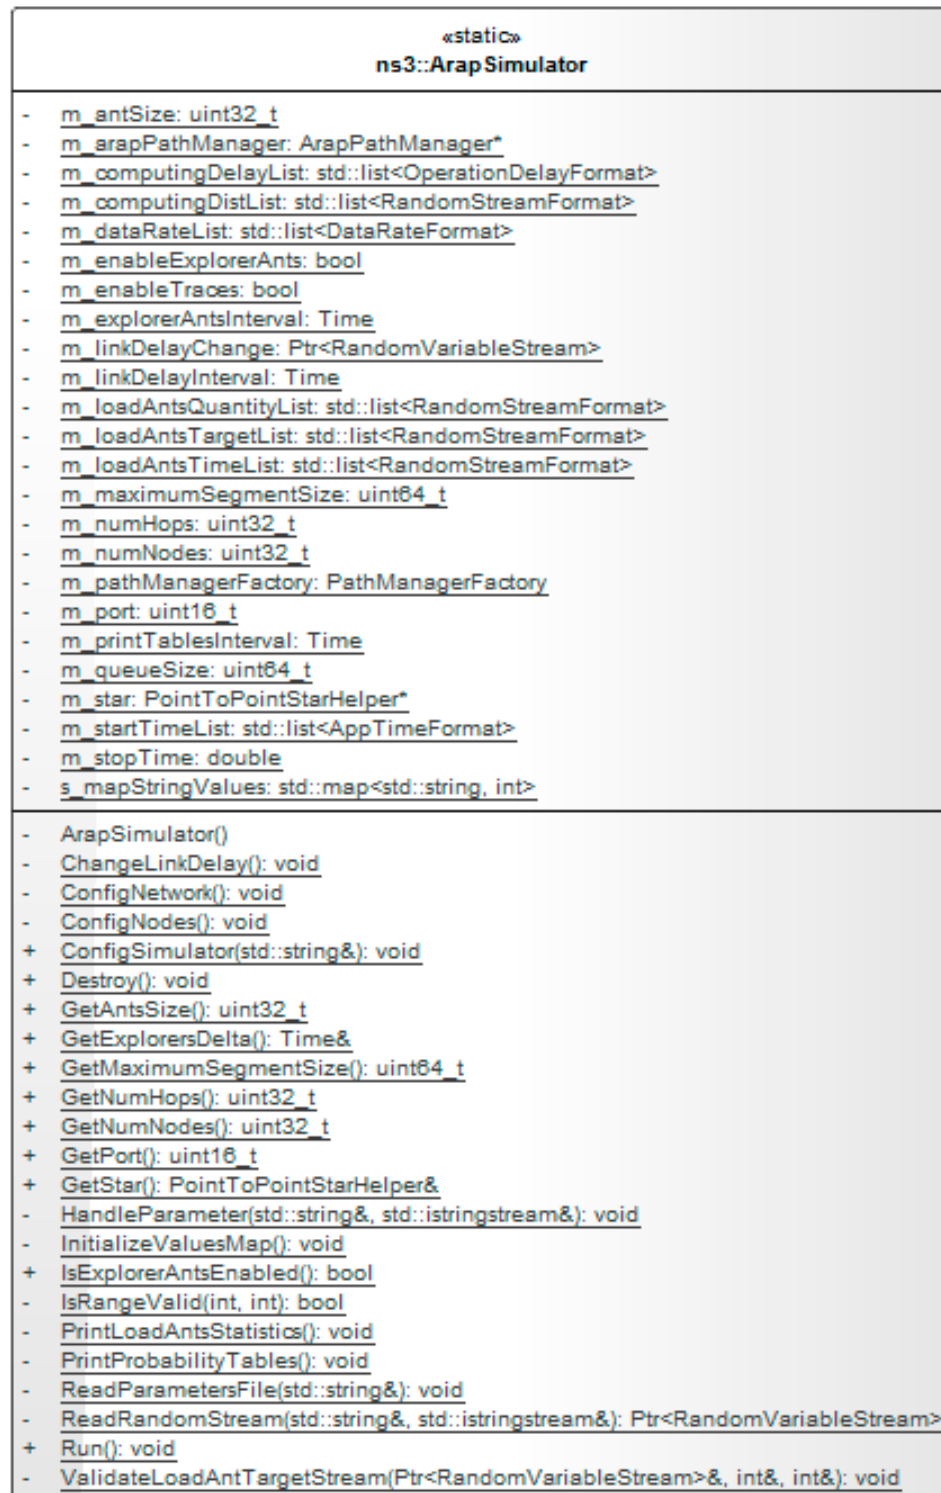 «static»
ns3::ArapSimulator
- m_antSize: uint32_t
- m_arapPathManager: ArapPathManager*
- m_computingDelayList: std::list<OperationDelayFormat>
- m_computingDistList: std::list<RandomStreamFormat>
- m_dataRateList: std::list<DataRateFormat>
- m_enableExplorerAnts: bool
- m_enableTraces: bool
- m_explorerAntsInterval: Time
- m_linkDelayChange: Ptr<RandomVariableStream>
- m_linkDelayInterval: Time
- m_loadAntsQuantityList: std::list<RandomStreamFormat>
- m_loadAntsTargetList: std::list<RandomStreamFormat>
- m_loadAntsTimeList: std::list<RandomStreamFormat>
- m_maximumSegmentSize: uint64_t
- m_numHops: uint32_t
- m_numNodes: uint32_t
- m_pathManagerFactory: PathManagerFactory
- m_port: uint16_t
- m_printTablesInterval: Time
- m_queueSize: uint64_t
- m_star: PointToPointStarHelper*
- m_startTimeList: std::list<AppTimeFormat>
- m_stopTime: double
- s_mapStringValues: std::map<std::string, int>
- ArapSimulator()
- ChangeLinkDelay(): void
- ConfigNetwork(): void
- ConfigNodes(): void
+ ConfigSimulator(std::string&): void
+ Destroy(): void
+ GetAntsSize(): uint32_t
+ GetExplorersDelta(): Time&
+ GetMaximumSegmentSize(): uint64_t
+ GetNumHops(): uint32_t
+ GetNumNodes(): uint32_t
+ GetPort(): uint16_t
+ GetStar(): PointToPointStarHelper&
- HandleParameter(std::string&, std::istringstream&): void
- InitializeValuesMap(): void
+ IsExplorerAntsEnabled(): bool
- IsRangeValid(int, int): bool
- PrintLoadAntsStatistics(): void
- PrintProbabilityTables(): void
- ReadParametersFile(std::string&): void
- ReadRandomStream(std::string&, std::istringstream&): Ptr<RandomVariableStream>
+ Run(): void
- ValidateLoadAntTargetStream(Ptr<RandomVariableStream>&, int&, int&): void